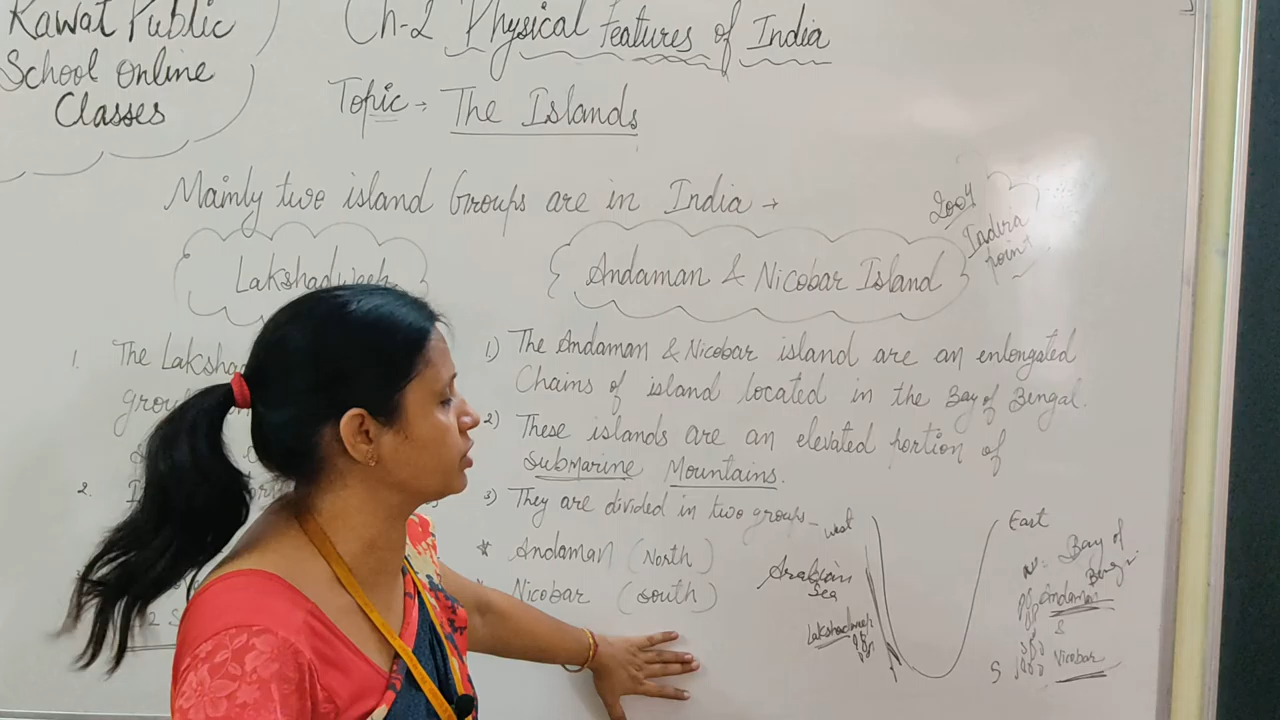 Rawat Public
School Online
Classes
Ch-2 Physical Features of India
Topic → The Islands
Mainly two island Groups are in India →
2004
Indira
point
Lakshadweep
Andaman & Nicobar Island
1. The Laksha
grou
2.
2 S
1) The Andaman & Nicobar island are an enlongated
Chains of island located in the Bay of Bengal.
2) These islands are an elevated portion of
Submarine Mountains.
3) They are divided in two groups-
* Andaman (North)
* Nicobar (South)
west
East
Arabian
Sea
Lakshadweep
Bay of
Benga
Andaman
S
S
Nicobar